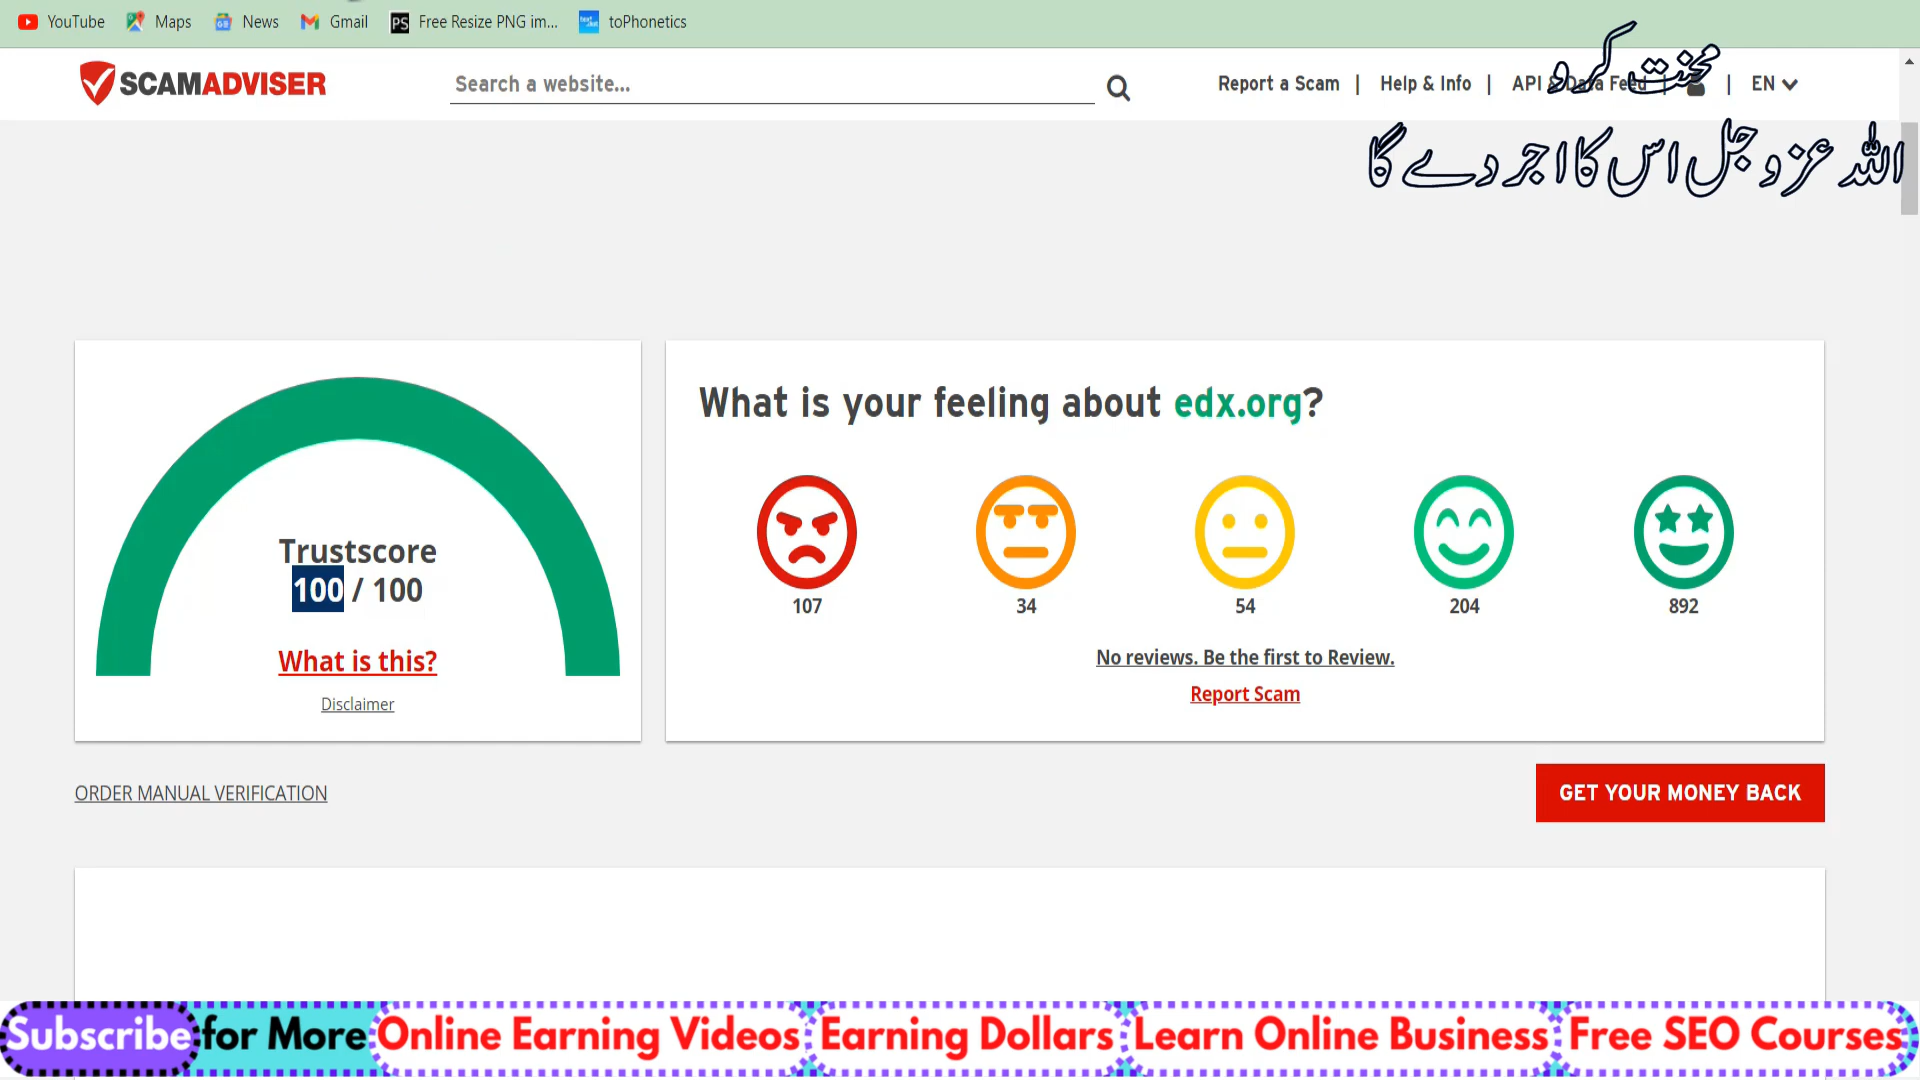 YouTube Maps News Gmail Free Resize PNG im... toPhonetics
SCAMADVISER Search a website... Report a Scam | Help & Info | API & Data Feed | | EN
محنت کرو
اللہ عزوجل اس کا اجر دے گا
What is your feeling about edx.org?
Trustscore
100 / 100
What is this?
Disclaimer
107 34 54 204 892
No reviews. Be the first to Review.
Report Scam
ORDER MANUAL VERIFICATION
GET YOUR MONEY BACK
Subscribe for More Online Earning Videos Earning Dollars Learn Online Business Free SEO Courses